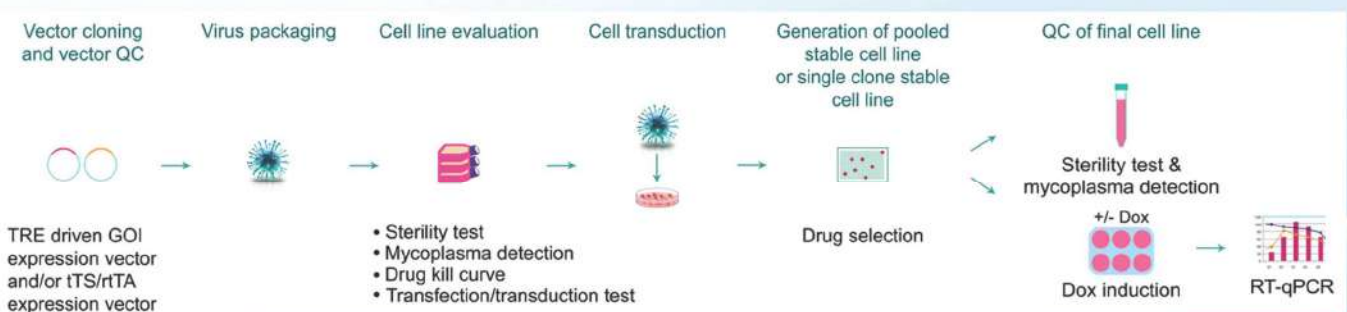 Vector cloning
and vector QC
Virus packaging
Cell line evaluation
Cell transduction
Generation of pooled
stable cell line
or single clone stable
cell line
QC of final cell line
TRE driven GOI
expression vector
and/or tTS/rtTA
expression vector
• Sterility test
• Mycoplasma detection
• Drug kill curve
• Transfection/transduction test
Drug selection
Sterility test &
mycoplasma detection
+/- Dox
Dox induction
RT-qPCR